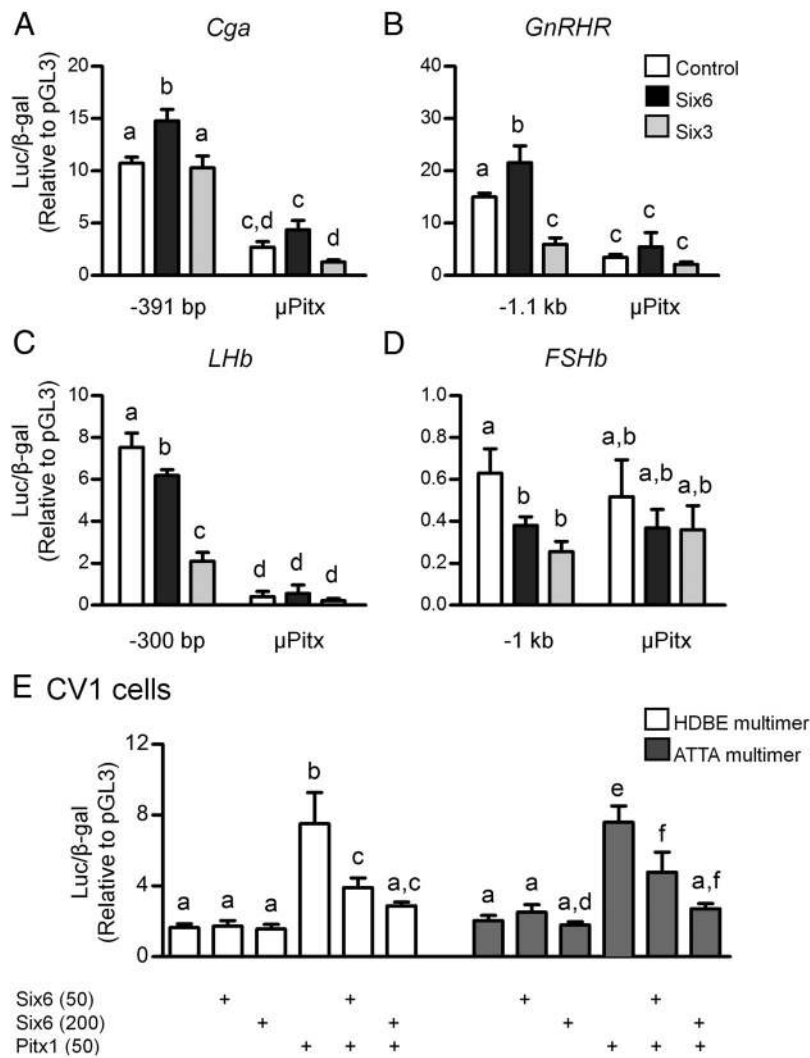 A
Cga
Luc/β-gal
(Relative to pGL3)
20
15
10
5
0
a
b
a
c,d
c
d
-391 bp
μPitx
B
GnRHR
40
30
20
10
0
a
b
c
c
c
c
-1.1 kb
μPitx
Control
Six6
Six3
C
LHb
Luc/β-gal
(Relative to pGL3)
10
8
6
4
2
0
a
b
c
d
d
d
-300 bp
μPitx
D
FSHb
1.0
0.8
0.6
0.4
0.2
0.0
a
b
b
a,b
a,b
a,b
-1 kb
μPitx
E CV1 cells
HDBE multimer
ATTA multimer
Luc/β-gal
(Relative to pGL3)
12
8
4
0
a
a
a
b
c
a,c
a
a
a,d
e
f
a,f
Six6 (50) + + + +
Six6 (200) + + + +
Pitx1 (50) + + + + + +